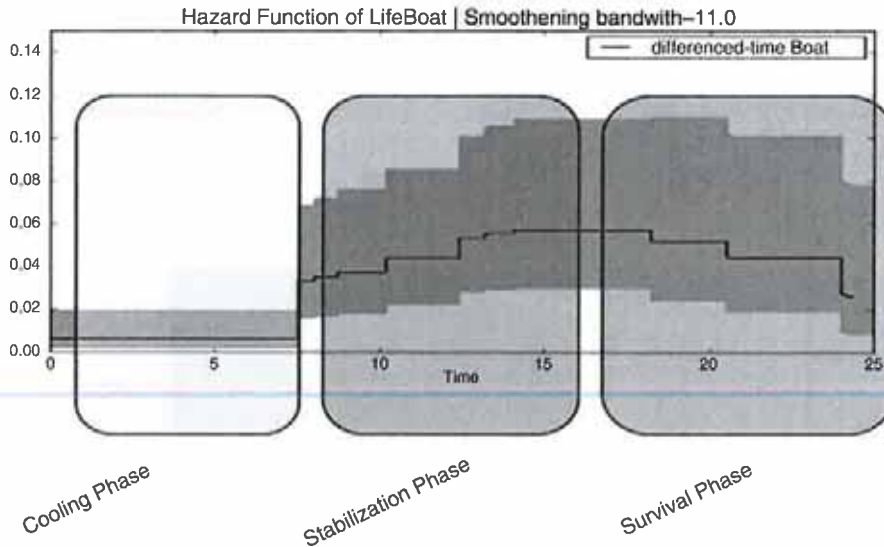 Hazard Function of LifeBoat | Smoothening bandwith–11.0
differenced-time Boat
0.14
0.12
0.10
0,08
0,06
0,04
0.02
0.00
0 5 10 15 20 25
Time
Cooling Phase
Stabilization Phase
Survival Phase